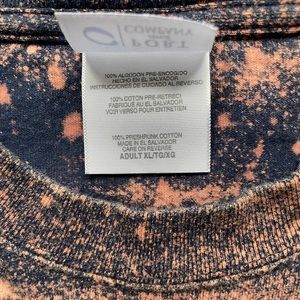 PORT
COMPANY
100% ALGODON PRE-ENCOGIDO
HECHO EN EL SALVADOR
INSTRUCCIONES DE CUIDADO AL REVERSO
100% COTON PRE-RETRECI
FABRIQUE AU EL SALVADOR
VOIR VERSO POUR ENTRETIEN
100% PRESHRUNK COTTON
MADE IN EL SALVADOR
CARE ON REVERSE
ADULT XL/TG/XG